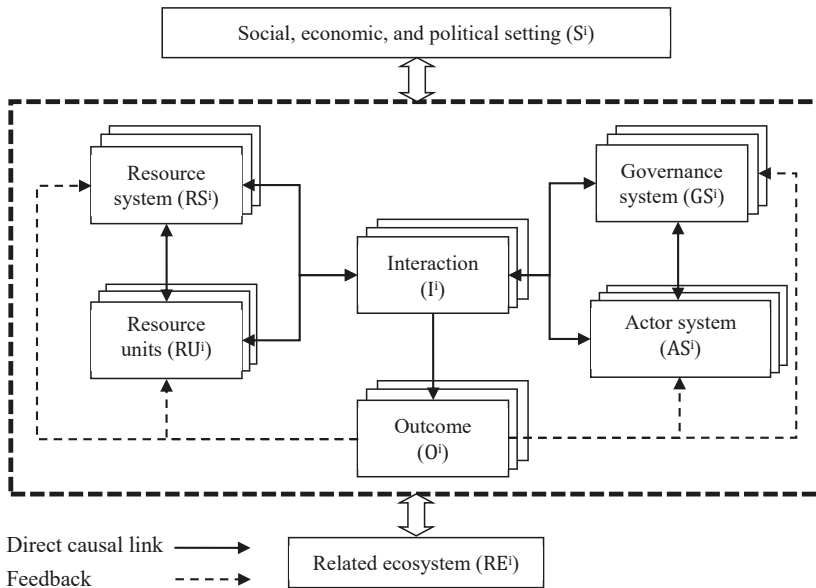 Social, economic, and political setting (Sⁱ)
Resource
system (RSⁱ)
Governance
system (GSⁱ)
Interaction
(Iⁱ)
Resource
units (RUⁱ)
Actor system
(ASⁱ)
Outcome
(Oⁱ)
Direct causal link
Related ecosystem (REⁱ)
Feedback